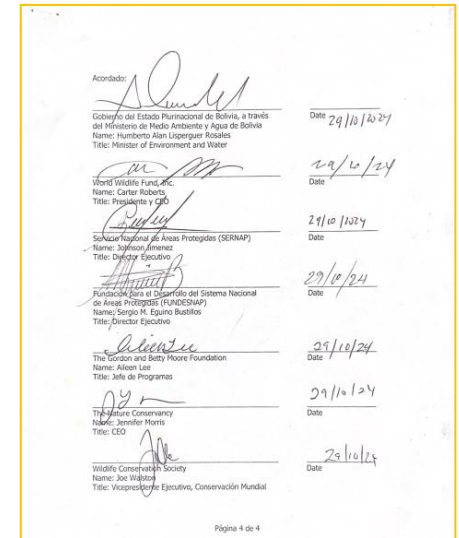 Acordado:
Gobierno del Estado Plurinacional de Bolivia, a través
del Ministerio de Medio Ambiente y Agua de Bolivia
Name: Humberto Alan Lisperguer Rosales
Title: Minister of Environment and Water
Date 29/10/2024
World Wildlife Fund, Inc.
Name: Carter Roberts
Title: Presidente y CEO
Date
Servicio Nacional de Áreas Protegidas (SERNAP)
Name: Johnson Jimenez
Title: Director Ejecutivo
29/10/2024
Date
Fundación para el Desarrollo del Sistema Nacional
de Áreas Protegidas (FUNDESNAP)
Name: Sergio M. Eguino Bustillos
Title: Director Ejecutivo
29/10/24
Date
Aileen Lee
The Gordon and Betty Moore Foundation
Name: Aileen Lee
Title: Jefe de Programas
29/10/24
Date
The Nature Conservancy
Name: Jennifer Morris
Title: CEO
29/10/24
Date
Wildlife Conservation Society
Name: Joe Walston
Title: Vicepresidente Ejecutivo, Conservación Mundial
29/10/24
Date
Página 4 de 4